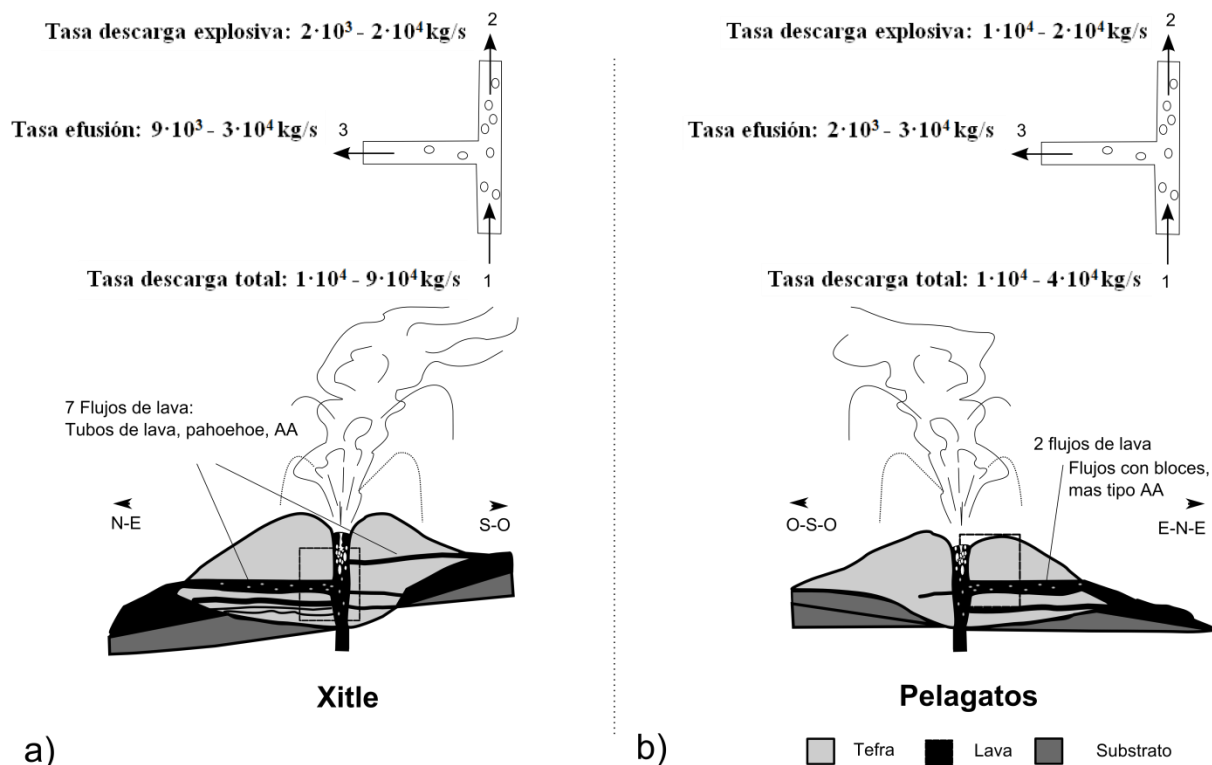 2
Tasa descarga explosiva: 2·10³ - 2·10⁴ kg/s
Tasa efusión: 9·10³ - 3·10⁴ kg/s
3
Tasa descarga total: 1·10⁴ - 9·10⁴ kg/s
1
7 Flujos de lava:
Tubos de lava, pahoehoe, AA
N-E
S-O
Xitle
a)
2
Tasa descarga explosiva: 1·10⁴ - 2·10⁴ kg/s
Tasa efusión: 2·10³ - 3·10⁴ kg/s
3
Tasa descarga total: 1·10⁴ - 4·10⁴ kg/s
1
2 flujos de lava
Flujos con bloces,
mas tipo AA
O-S-O
E-N-E
Pelagatos
b)
Tefra
Lava
Substrato